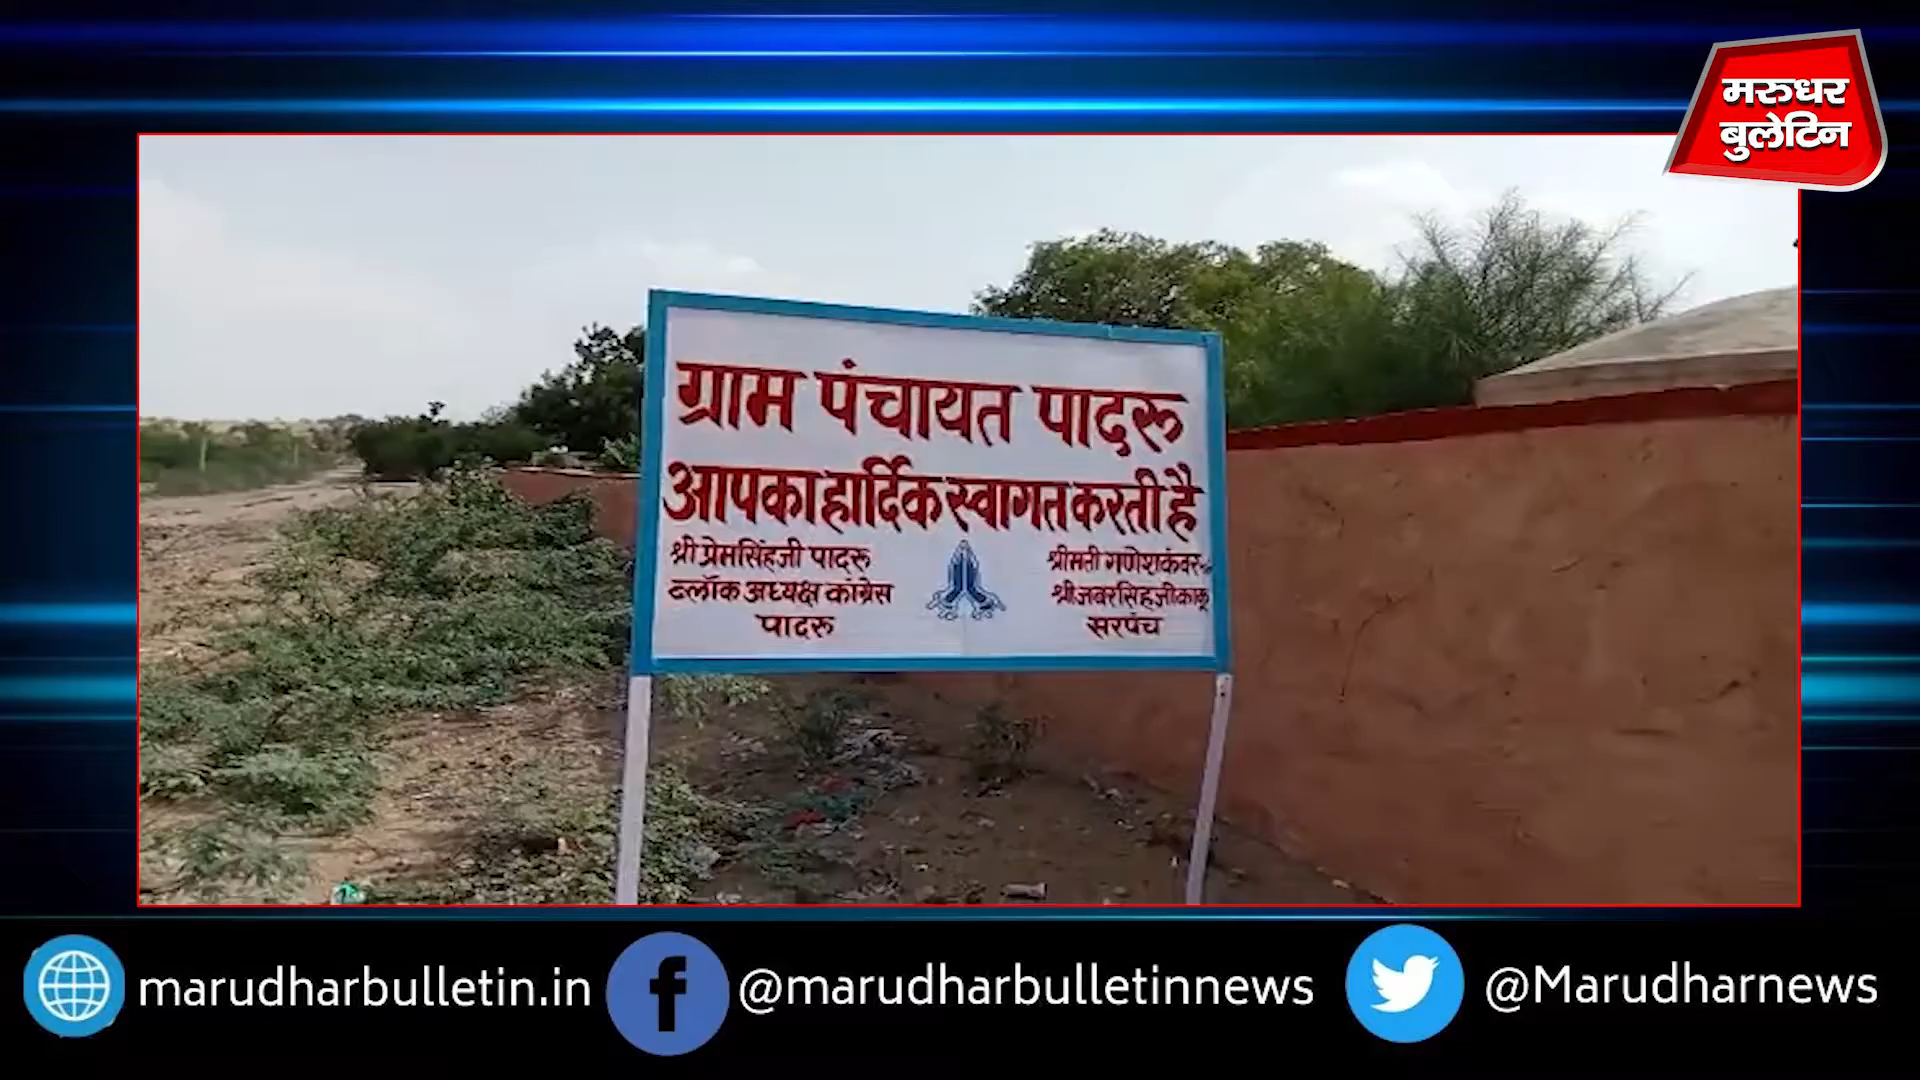 मरुधर
बुलेटिन
ग्राम पंचायत पादरू
आपका हार्दिक स्वागत करती है
श्री प्रेमसिंहजी पादरू
ब्लॉक अध्यक्ष कांग्रेस
पादरू
श्रीमती गणेशकंवर
श्री जबरसिंहजी काकू
सरपंच
marudharbulletin.in
@marudharbulletinnews
@Marudharnews